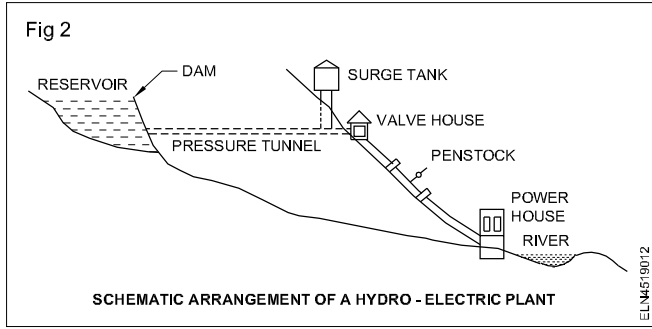 Fig 2
RESERVOIR
DAM
SURGE TANK
VALVE HOUSE
PRESSURE TUNNEL
PENSTOCK
POWER
HOUSE
RIVER
SCHEMATIC ARRANGEMENT OF A HYDRO - ELECTRIC PLANT
ELN4519012